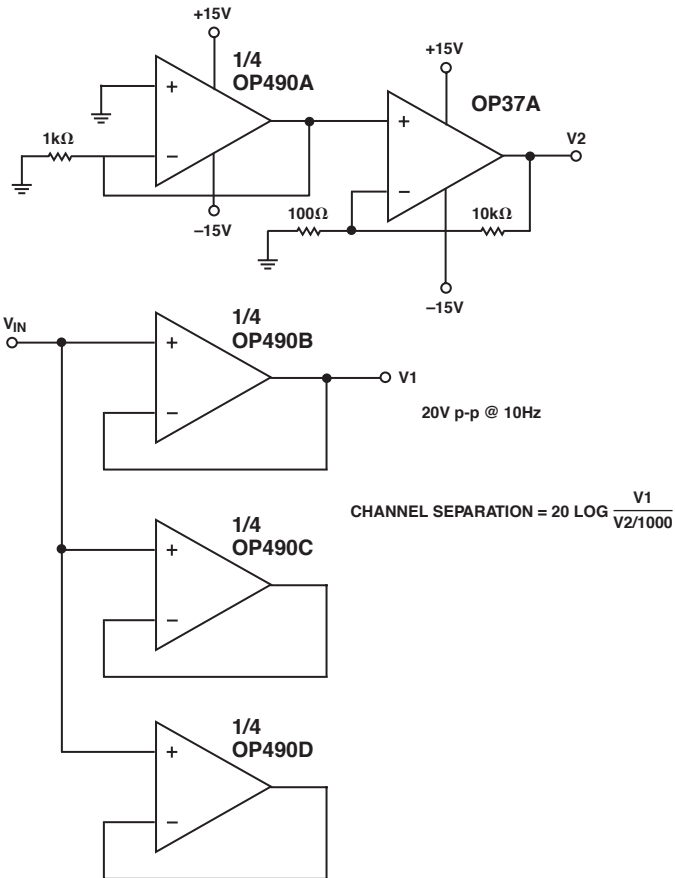 +15V
1/4
OP490A
+
1kΩ
−
−15V
+15V
OP37A
+
V2
−
100Ω
10kΩ
−15V
VIN
1/4
OP490B
+
V1
−
20V p-p @ 10Hz
CHANNEL SEPARATION = 20 LOG V1
V2/1000
1/4
OP490C
+
−
1/4
OP490D
+
−